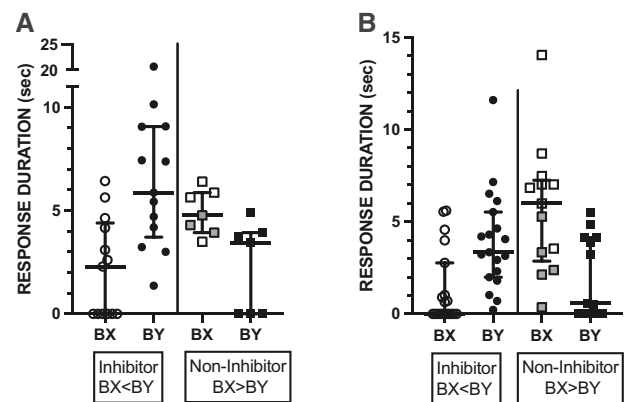 A
RESPONSE DURATION (sec)
25
20
10
5
0
BX
BY
BX
BY
Inhibitor
BX<BY
Non-Inhibitor
BX>BY
B
RESPONSE DURATION (sec)
15
10
5
0
BX
BY
BX
BY
Inhibitor
BX<BY
Non-Inhibitor
BX>BY